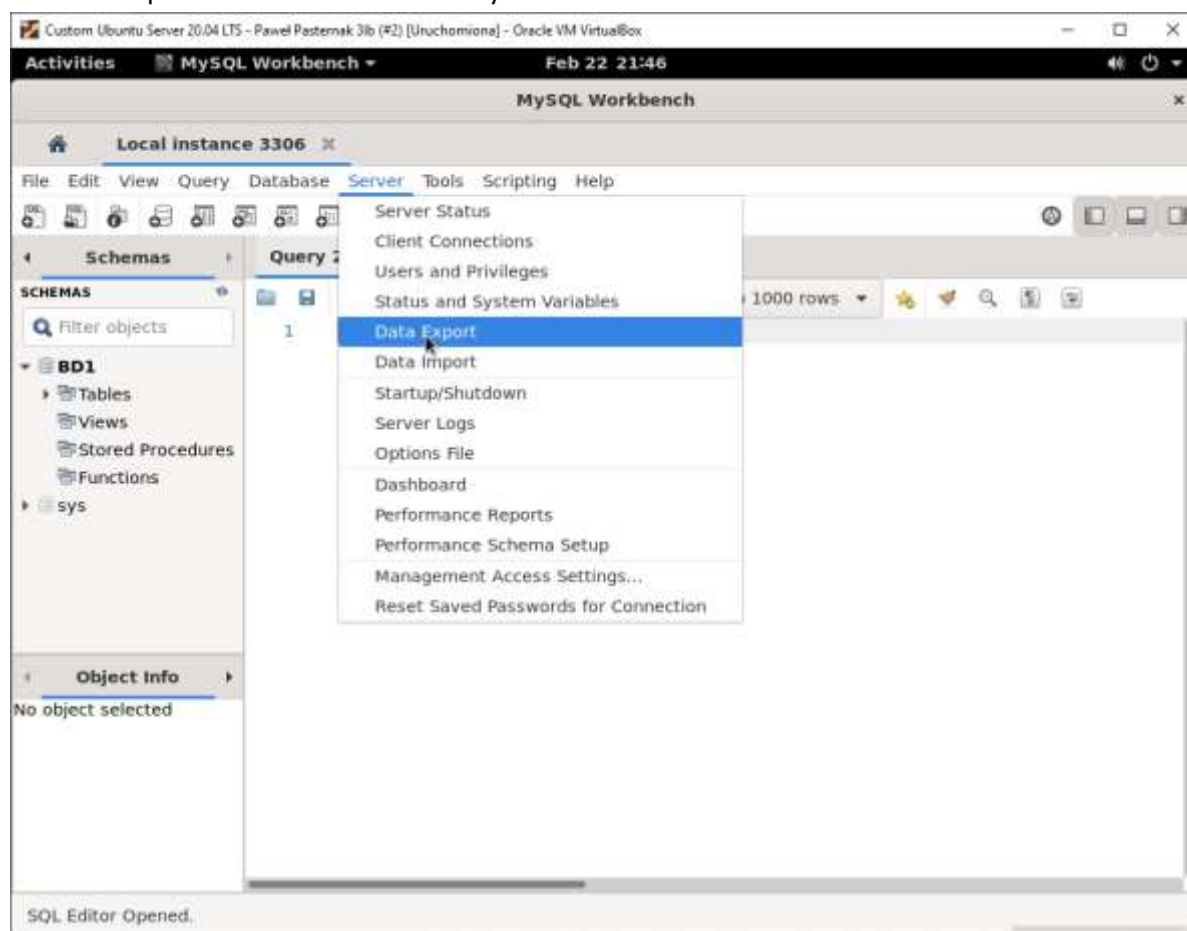 Custom Ubuntu Server 20.04 LTS - Paweł Pasternak 3lb (#2) [Uruchomiona] - Oracle VM VirtualBox
Activities MySQL Workbench Feb 22 21:46
MySQL Workbench
Local instance 3306
File Edit View Query Database Server Tools Scripting Help
Server Status
Client Connections
Users and Privileges
Status and System Variables
Data Export
Data Import
Startup/Shutdown
Server Logs
Options File
Dashboard
Performance Reports
Performance Schema Setup
Management Access Settings...
Reset Saved Passwords for Connection
Schemas
Query
SCHEMAS
1000 rows
Filter objects
1
BD1
Tables
Views
Stored Procedures
Functions
sys
Object Info
No object selected
SQL Editor Opened.